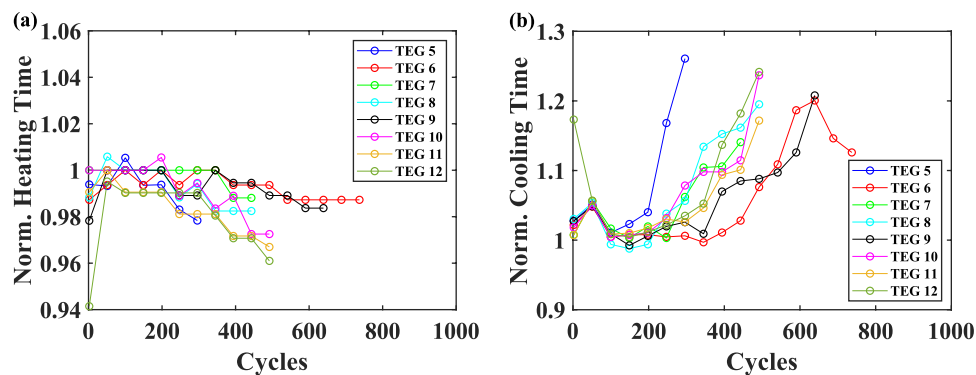 (a)
1.06
1.04
1.02
1
0.98
0.96
0.94
Norm. Heating Time
0 200 400 600 800 1000
Cycles
TEG 5
TEG 6
TEG 7
TEG 8
TEG 9
TEG 10
TEG 11
TEG 12
(b)
1.3
1.2
1.1
1
0.9
Norm. Cooling Time
0 200 400 600 800 1000
Cycles
TEG 5
TEG 6
TEG 7
TEG 8
TEG 9
TEG 10
TEG 11
TEG 12